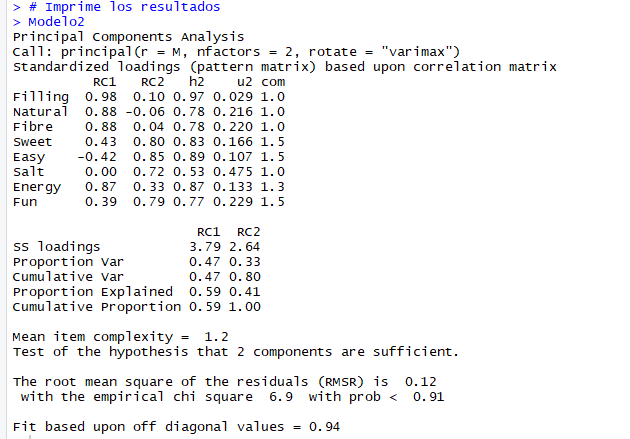 > # Imprime los resultados
> Modelo2
Principal Components Analysis
Call: principal(r = M, nfactors = 2, rotate = "varimax")
Standardized loadings (pattern matrix) based upon correlation matrix
          RC1   RC2   h2    u2 com
Filling  0.98  0.10 0.97 0.029 1.0
Natural  0.88 -0.06 0.78 0.216 1.0
Fibre    0.88  0.04 0.78 0.220 1.0
Sweet    0.43  0.80 0.83 0.166 1.5
Easy    -0.42  0.85 0.89 0.107 1.5
Salt     0.00  0.72 0.53 0.475 1.0
Energy   0.87  0.33 0.87 0.133 1.3
Fun      0.39  0.79 0.77 0.229 1.5
                       RC1  RC2
SS loadings           3.79 2.64
Proportion Var        0.47 0.33
Cumulative Var        0.47 0.80
Proportion Explained  0.59 0.41
Cumulative Proportion 0.59 1.00
Mean item complexity =  1.2
Test of the hypothesis that 2 components are sufficient.
The root mean square of the residuals (RMSR) is  0.12
 with the empirical chi square  6.9  with prob <  0.91
Fit based upon off diagonal values = 0.94